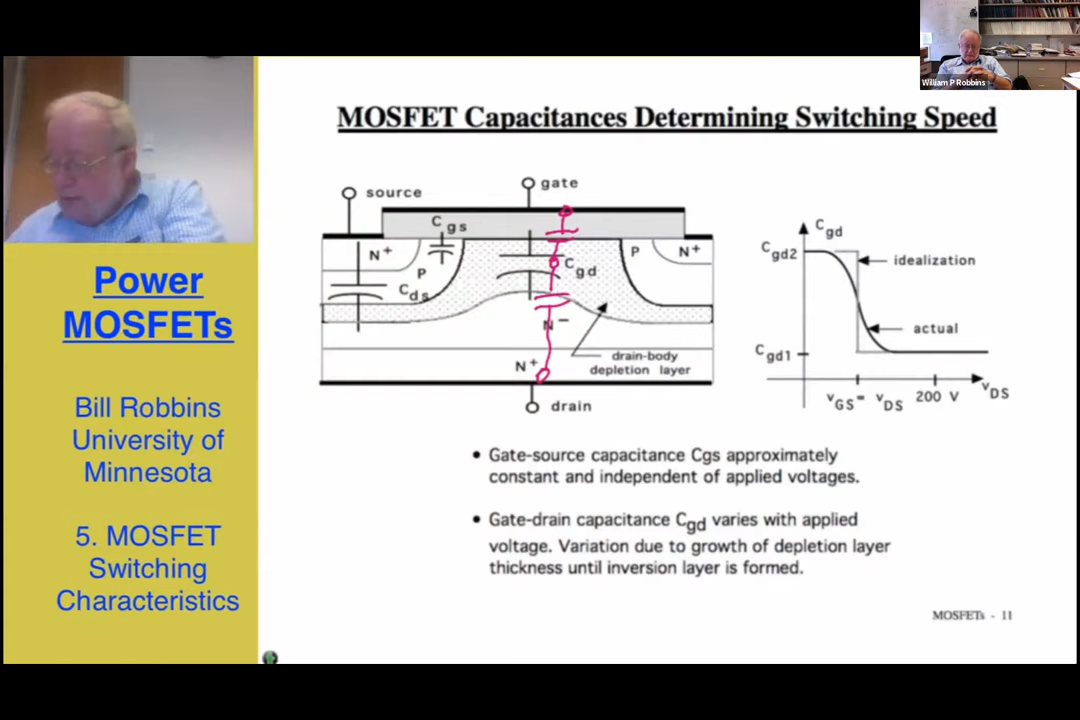 William P Robbins
Power
MOSFETs
Bill Robbins
University of
Minnesota
5. MOSFET
Switching
Characteristics
MOSFET Capacitances Determining Switching Speed
source
gate
C gs
N+
P
C ds
C gd
P
N+
N−
N+
drain-body
depletion layer
drain
C gd
C gd2
idealization
actual
C gd1
v GS = v DS
200 V
v DS
• Gate-source capacitance Cgs approximately
constant and independent of applied voltages.
• Gate-drain capacitance Cgd varies with applied
voltage. Variation due to growth of depletion layer
thickness until inversion layer is formed.
MOSFETs - 11